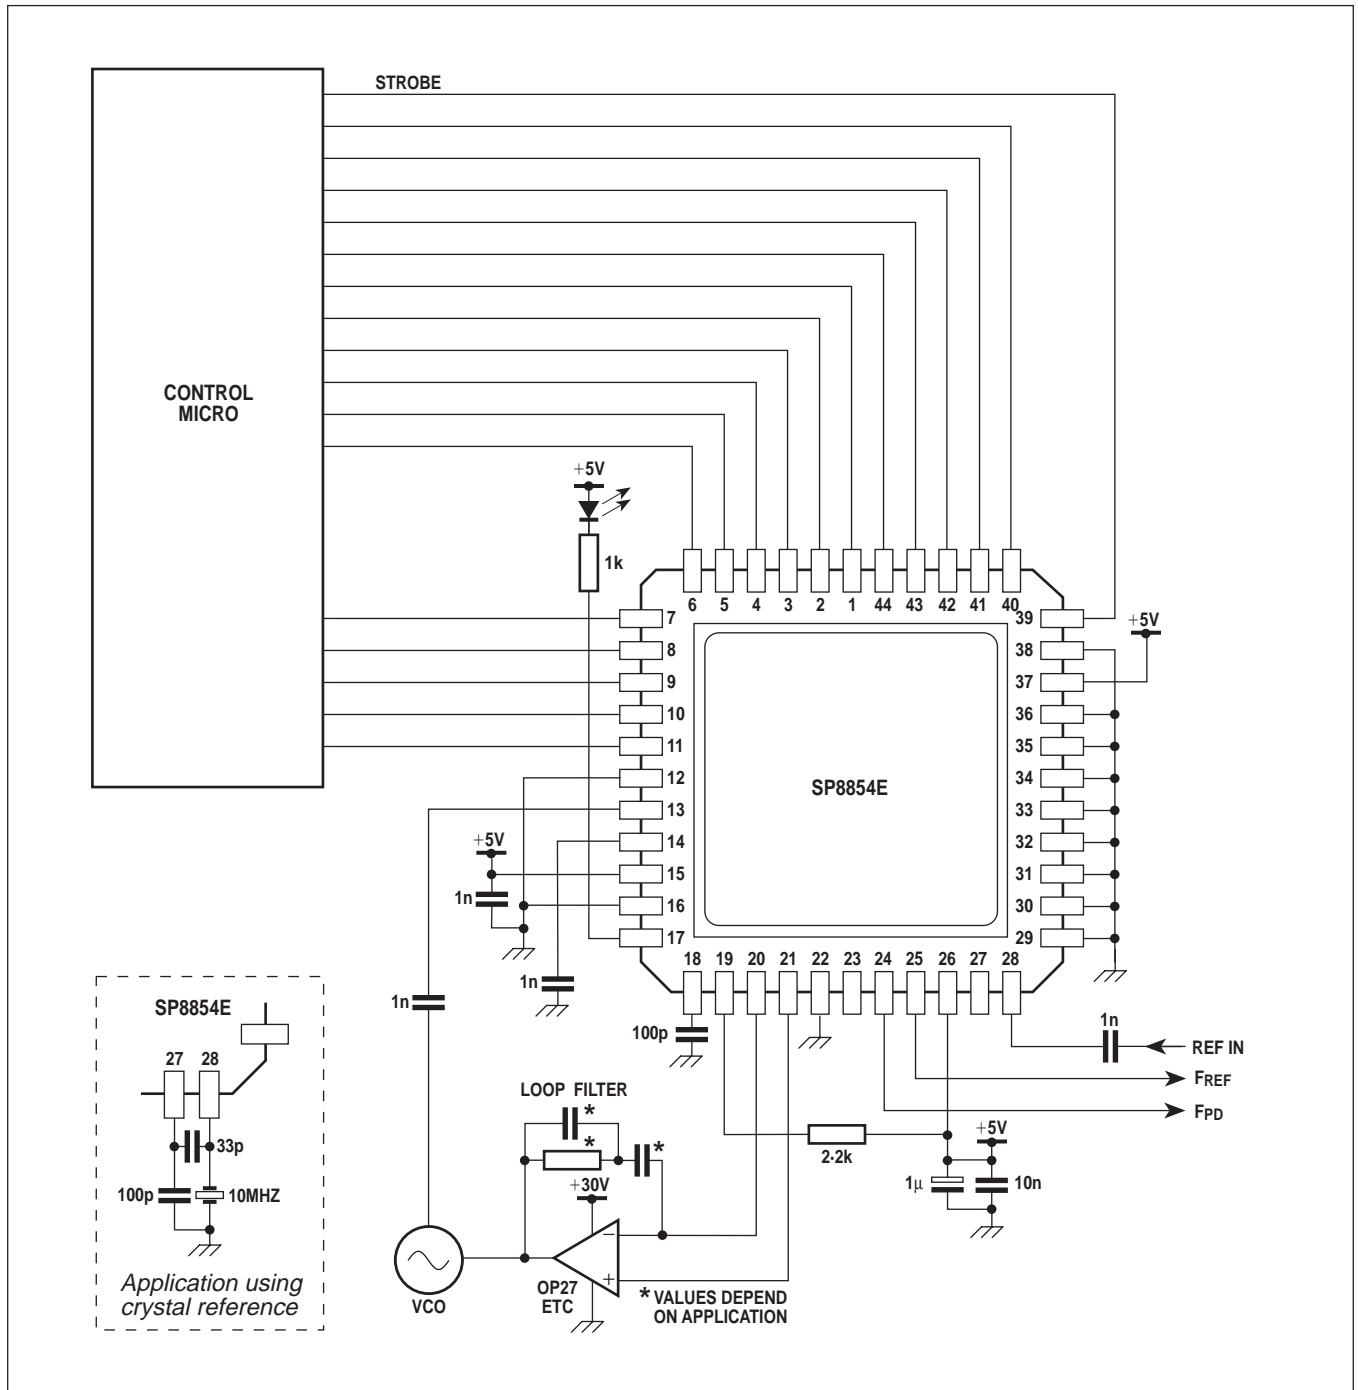 STROBE
CONTROL
MICRO
+5V
1k
6 5 4 3 2 1 44 43 42 41 40
7
8
9
10
11
12
13
14
15
16
17
39
38
37
36
35
34
33
32
31
30
29
+5V
SP8854E
+5V
1n
1n
1n
18 19 20 21 22 23 24 25 26 27 28
100p
1n
REF IN
FREF
FPD
+5V
2·2k
1µ
10n
LOOP FILTER
*
*
*
+30V
−
+
OP27
ETC
VCO
* VALUES DEPEND
ON APPLICATION
SP8854E
27 28
33p
100p
10MHZ
Application using
crystal reference